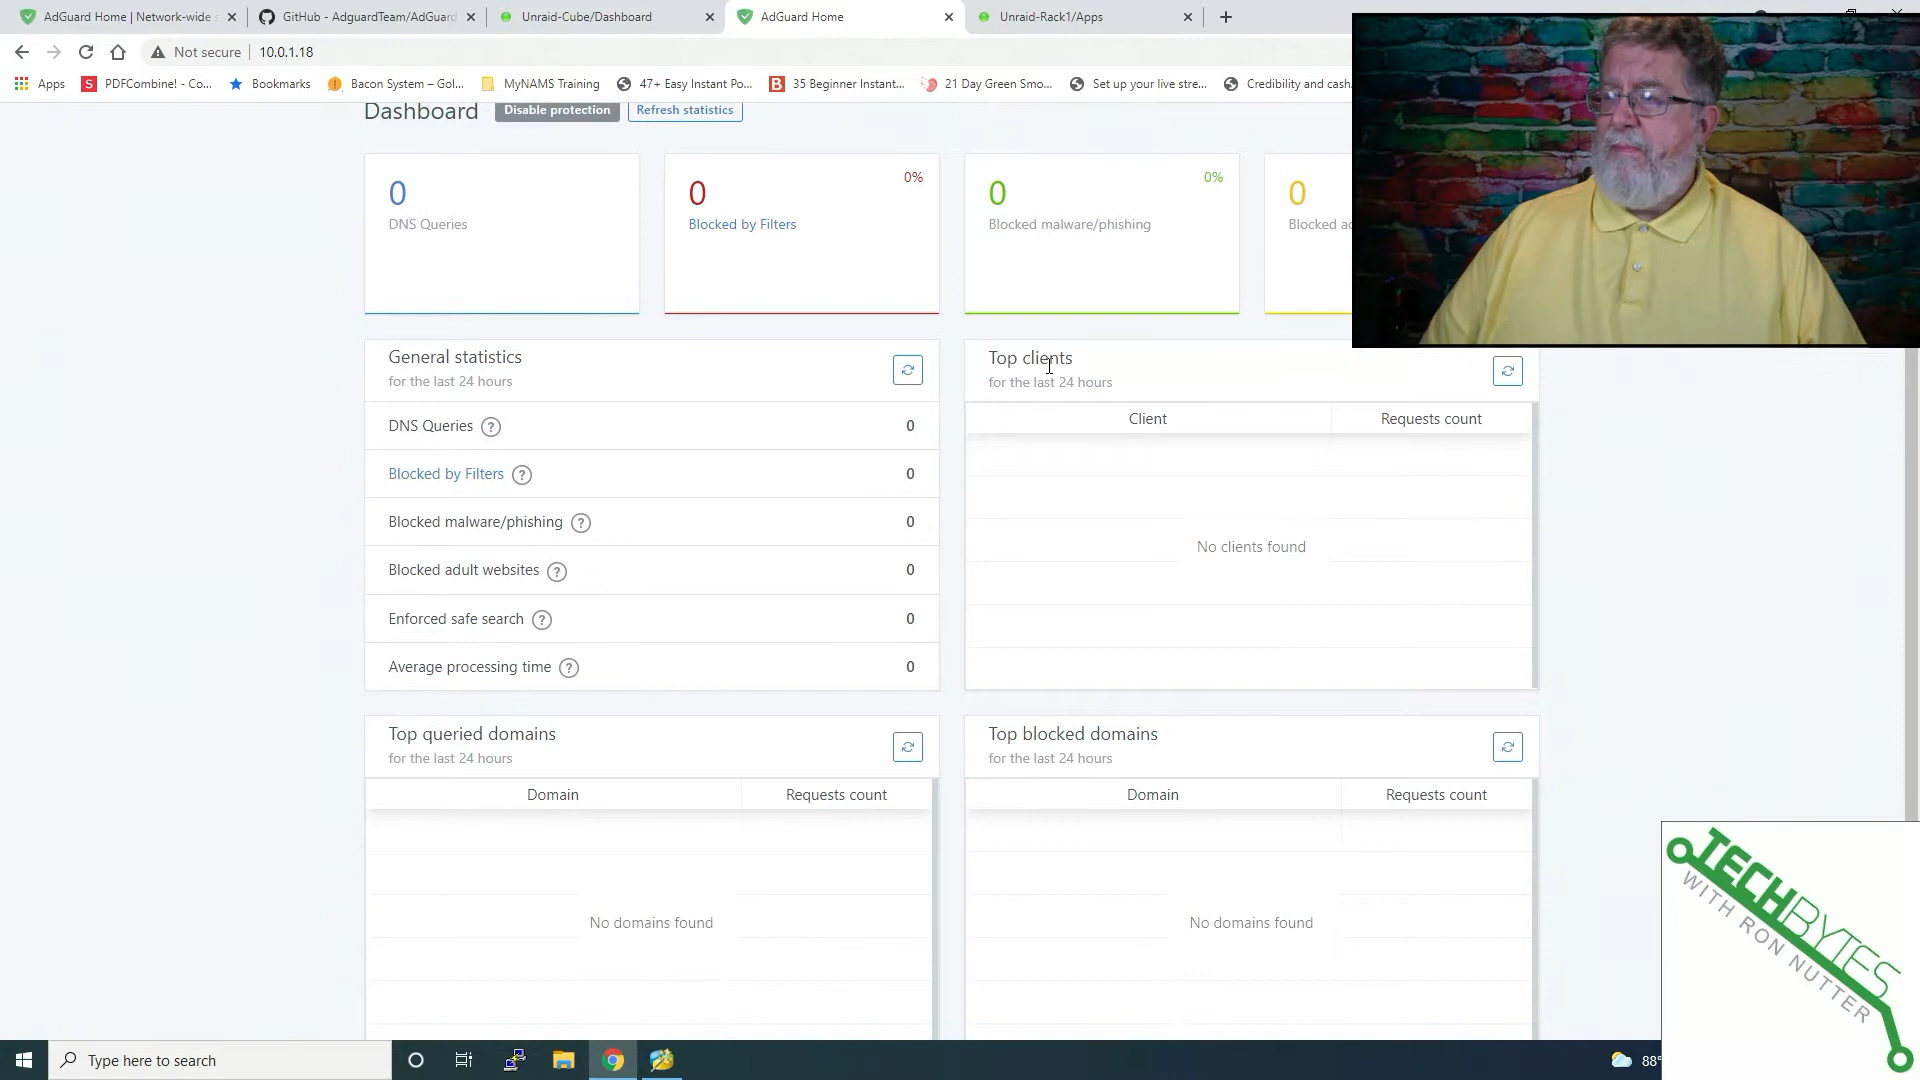 AdGuard Home | Network-wide
GitHub - AdguardTeam/AdGuard
Unraid-Cube/Dashboard
AdGuard Home
Unraid-Rack1/Apps
Not secure
10.0.1.18
Apps
PDFCombine! - Co...
Bookmarks
Bacon System – Gol...
MyNAMS Training
47+ Easy Instant Po...
35 Beginner Instant...
21 Day Green Smo...
Set up your live stre...
Credibility and cash
Dashboard
Disable protection
Refresh statistics
0
DNS Queries
0
0%
Blocked by Filters
0
0%
Blocked malware/phishing
0
Blocked
General statistics
for the last 24 hours
DNS Queries ? 0
Blocked by Filters ? 0
Blocked malware/phishing ? 0
Blocked adult websites ? 0
Enforced safe search ? 0
Average processing time ? 0
Top clients
for the last 24 hours
Client Requests count
No clients found
Top queried domains
for the last 24 hours
Domain Requests count
No domains found
Top blocked domains
for the last 24 hours
Domain Requests count
No domains found
TECHBYTES
WITH RON NUTTER
Type here to search
88°